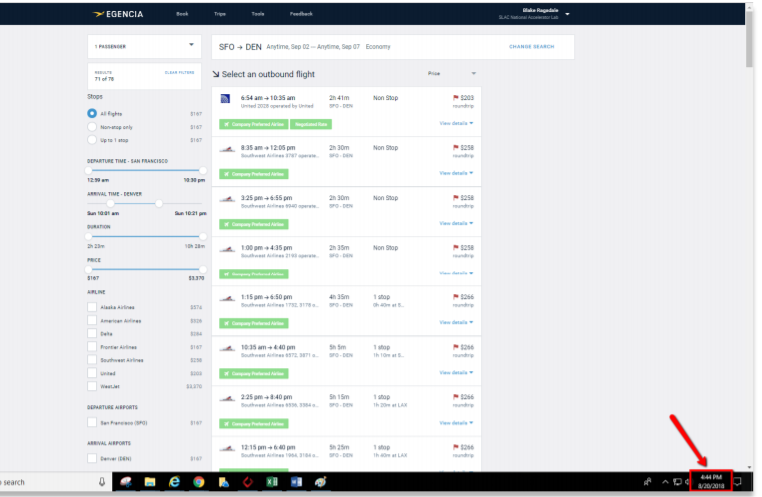 EGENCIA Book Trips Tools Feedback Blake Ragsdale
SLAC National Accelerator Lab
1 PASSENGER
SFO → DEN Anytime, Sep 02 — Anytime, Sep 07 Economy CHANGE SEARCH
RESULTS CLEAR FILTERS
71 of 78
Select an outbound flight Price
Stops
All flights $167
Non-stop only $167
Up to 1 stop $167
DEPARTURE TIME - SAN FRANCISCO
12:59 am 10:59 pm
ARRIVAL TIME - DENVER
Sun 10:01 am Sun 10:21 pm
DURATION
2h 23m 10h 28m
PRICE
$167 $3,370
AIRLINE
Alaska Airlines $574
American Airlines $526
Delta $284
Frontier Airlines $167
Southwest Airlines $258
United $203
WestJet $3,370
DEPARTURE AIRPORTS
San Francisco (SFO) $167
ARRIVAL AIRPORTS
Denver (DEN) $167
6:54 am → 10:35 am 2h 41m Non Stop $203
United 2028 operated by United SFO - DEN roundtrip
Company Preferred Airline Negotiated Rate View details
8:35 am → 12:05 pm 2h 30m Non Stop $258
Southwest Airlines 3767 operate... SFO - DEN roundtrip
Company Preferred Airline View details
3:25 pm → 6:55 pm 2h 30m Non Stop $258
Southwest Airlines 6940 operate... SFO - DEN roundtrip
Company Preferred Airline View details
1:00 pm → 4:35 pm 2h 35m Non Stop $258
Southwest Airlines 2193 operate... SFO - DEN roundtrip
Company Preferred Airline View details
1:15 pm → 6:50 pm 4h 35m 1 stop $266
Southwest Airlines 1732, 3178 o... SFO - DEN 0h 40m at S... roundtrip
Company Preferred Airline View details
10:35 am → 4:40 pm 5h 5m 1 stop $266
Southwest Airlines 6572, 3871 o... SFO - DEN 1h 10m at S... roundtrip
Company Preferred Airline View details
2:25 pm → 8:40 pm 5h 15m 1 stop $266
Southwest Airlines 6538, 3984 o... SFO - DEN 1h 20m at LAX roundtrip
Company Preferred Airline View details
12:15 pm → 6:40 pm 5h 25m 1 stop $266
Southwest Airlines 1964, 3184 o... SFO - DEN 1h 40m at LAX roundtrip
View details
search 4:44 PM
8/20/2018